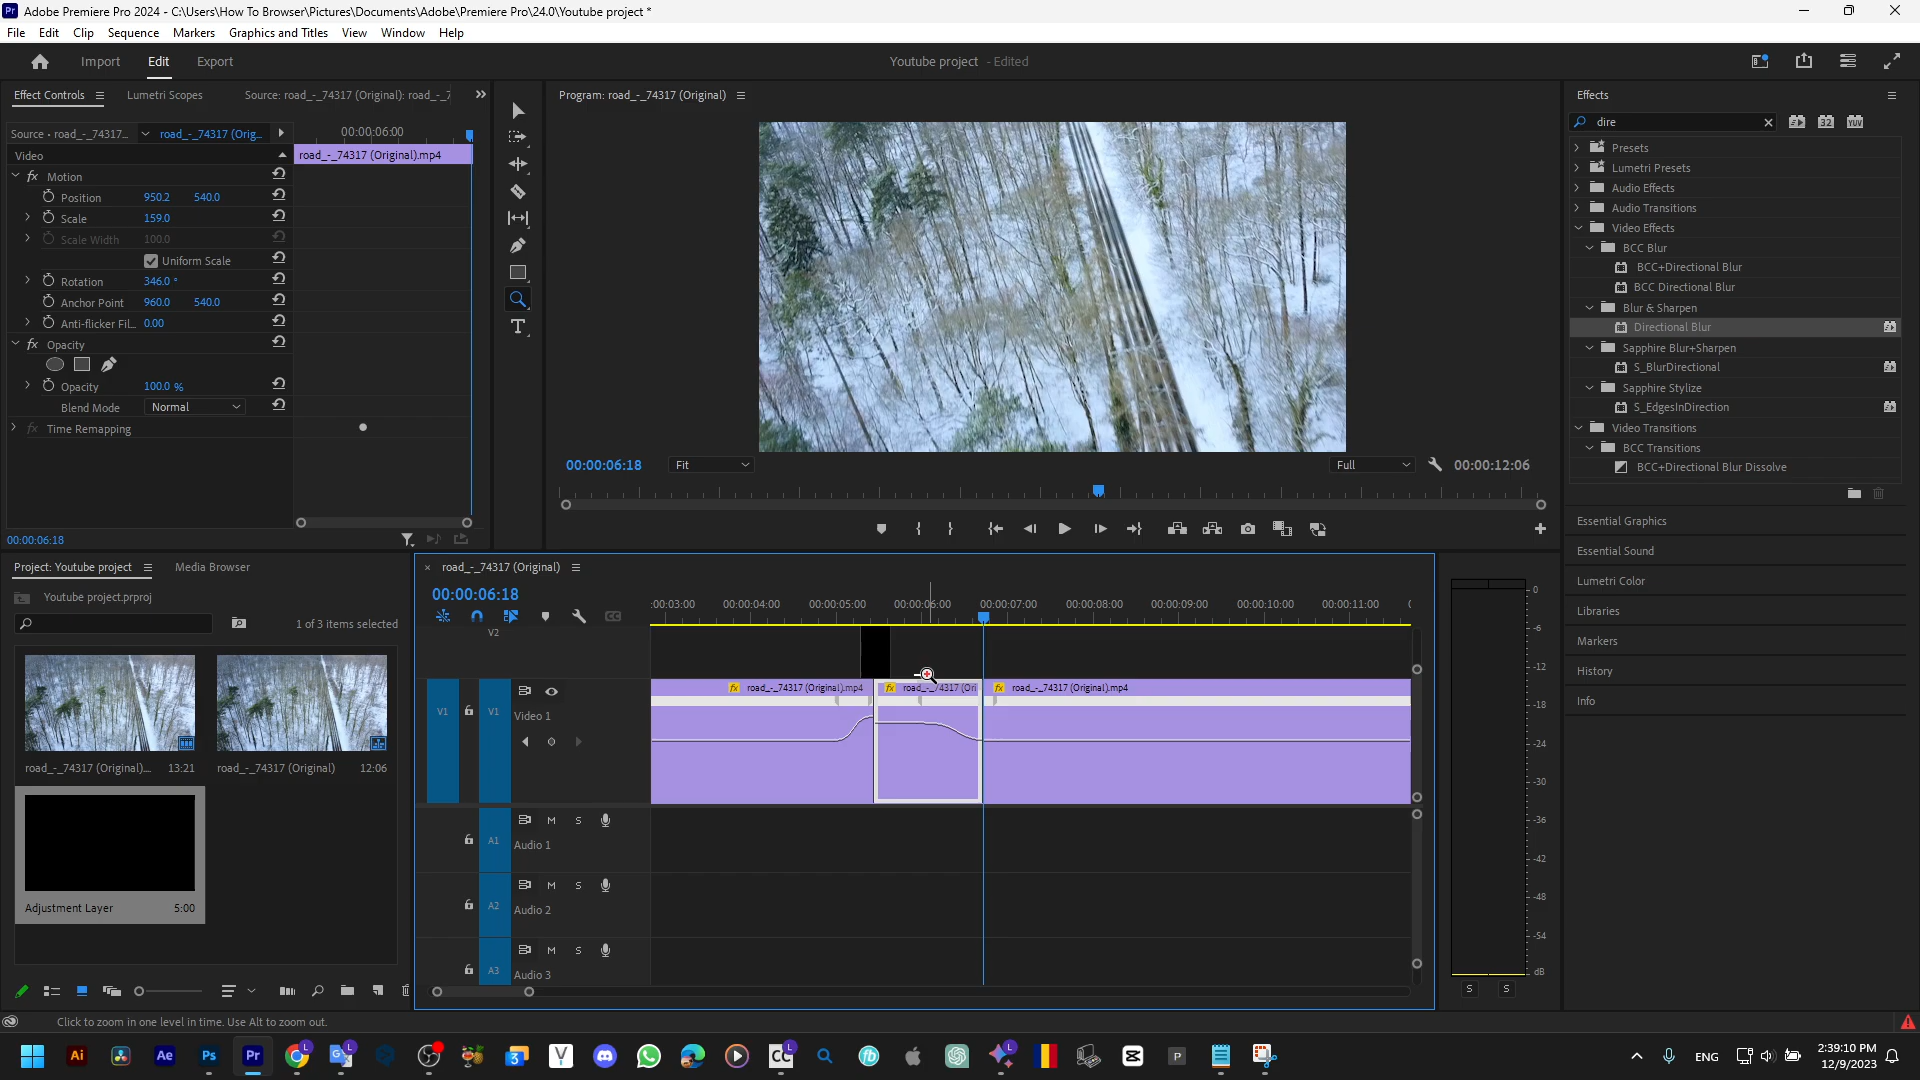 Adobe Premiere Pro 2024 - C:\Users\How To Browser\Pictures\Documents\Adobe\Premiere Pro\24.0\Youtube project *
File Edit Clip Sequence Markers Graphics and Titles View Window Help
Import Edit Export
Youtube project - Edited
Effect Controls Lumetri Scopes Source: road_-_74317 (Original): road_-_7
Program: road_-_74317 (Original)
Effects
Source • road_-_74317... road_-_74317 (Orig... 00:00:06:00
dire
32 YUV
Video
road_-_74317 (Original).mp4
fx Motion
Position 950.2 540.0
Scale 159.0
Scale Width 100.0
Uniform Scale
Rotation 346.0 °
Anchor Point 960.0 540.0
Anti-flicker Fil... 0.00
fx Opacity
Opacity 100.0 %
Blend Mode Normal
fx Time Remapping
00:00:06:18
Presets
Lumetri Presets
Audio Effects
Audio Transitions
Video Effects
BCC Blur
BCC+Directional Blur
BCC Directional Blur
Blur & Sharpen
Directional Blur
Sapphire Blur+Sharpen
S_BlurDirectional
Sapphire Stylize
S_EdgesInDirection
Video Transitions
BCC Transitions
BCC+Directional Blur Dissolve
00:00:06:18 Fit Full 00:00:12:06
Essential Graphics
Essential Sound
Lumetri Color
Libraries
Markers
History
Info
Project: Youtube project Media Browser
Youtube project.prproj
1 of 3 items selected
road_-_74317 (Original)... 13:21
road_-_74317 (Original) 12:06
Adjustment Layer 5:00
× road_-_74317 (Original)
00:00:06:18
:00:03:00 00:00:04:00 00:00:05:00 00:00:06:00 00:00:07:00 00:00:08:00 00:00:09:00 00:00:10:00 00:00:11:00
V2
fx road_-_74317 (Original).mp4 fx road_-_74317 (Ori fx road_-_74317 (Original).mp4
V1 V1 Video 1
M S
A1 Audio 1
M S
A2 Audio 2
M S
A3 Audio 3
0
-6
-12
-18
-24
-30
-36
-42
-48
-54
dB
S S
Click to zoom in one level in time. Use Alt to zoom out.
ENG
2:39:10 PM
12/9/2023